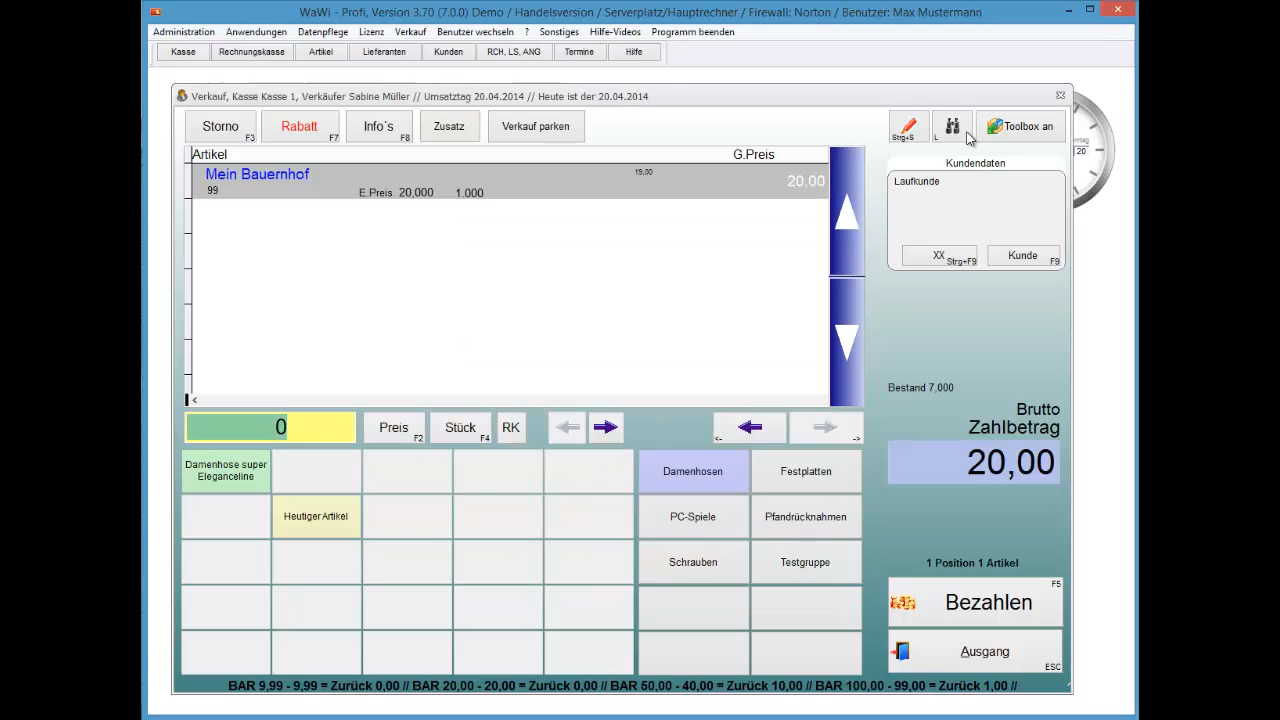 WaWi - Profi, Version 3.70 (7.0.0) Demo / Handelsversion / Serverplatz/Hauptrechner / Firewall: Norton / Benutzer: Max Mustermann
Administration Anwendungen Datenpflege Lizenz Verkauf Benutzer wechseln ? Sonstiges Hilfe-Videos Programm beenden
Kasse Rechnungskasse Artikel Lieferanten Kunden RCH, LS, ANG Termine Hilfe
Verkauf, Kasse Kasse 1, Verkäufer Sabine Müller // Umsatztag 20.04.2014 // Heute ist der 20.04.2014
Storno F3 Rabatt F7 Info´s F8 Zusatz Verkauf parken Strg+S L Toolbox an
20
Artikel G.Preis
Kundendaten
Mein Bauernhof 20,00
99 E.Preis 20,000 1.000
Laufkunde
XX Strg+F9 Kunde F9
Bestand 7,000
<
Brutto
Zahlbetrag
20,00
0 Preis F2 Stück F4 RK <- ->
Damenhose super
Eleganceline
Damenhosen Festplatten
Heutiger Artikel PC-Spiele Pfandrücknahmen
Schrauben Testgruppe
1 Position 1 Artikel
Bezahlen F5
Ausgang ESC
BAR 9,99 - 9,99 = Zurück 0,00 // BAR 20,00 - 20,00 = Zurück 0,00 // BAR 50,00 - 40,00 = Zurück 10,00 // BAR 100,00 - 99,00 = Zurück 1,00 //